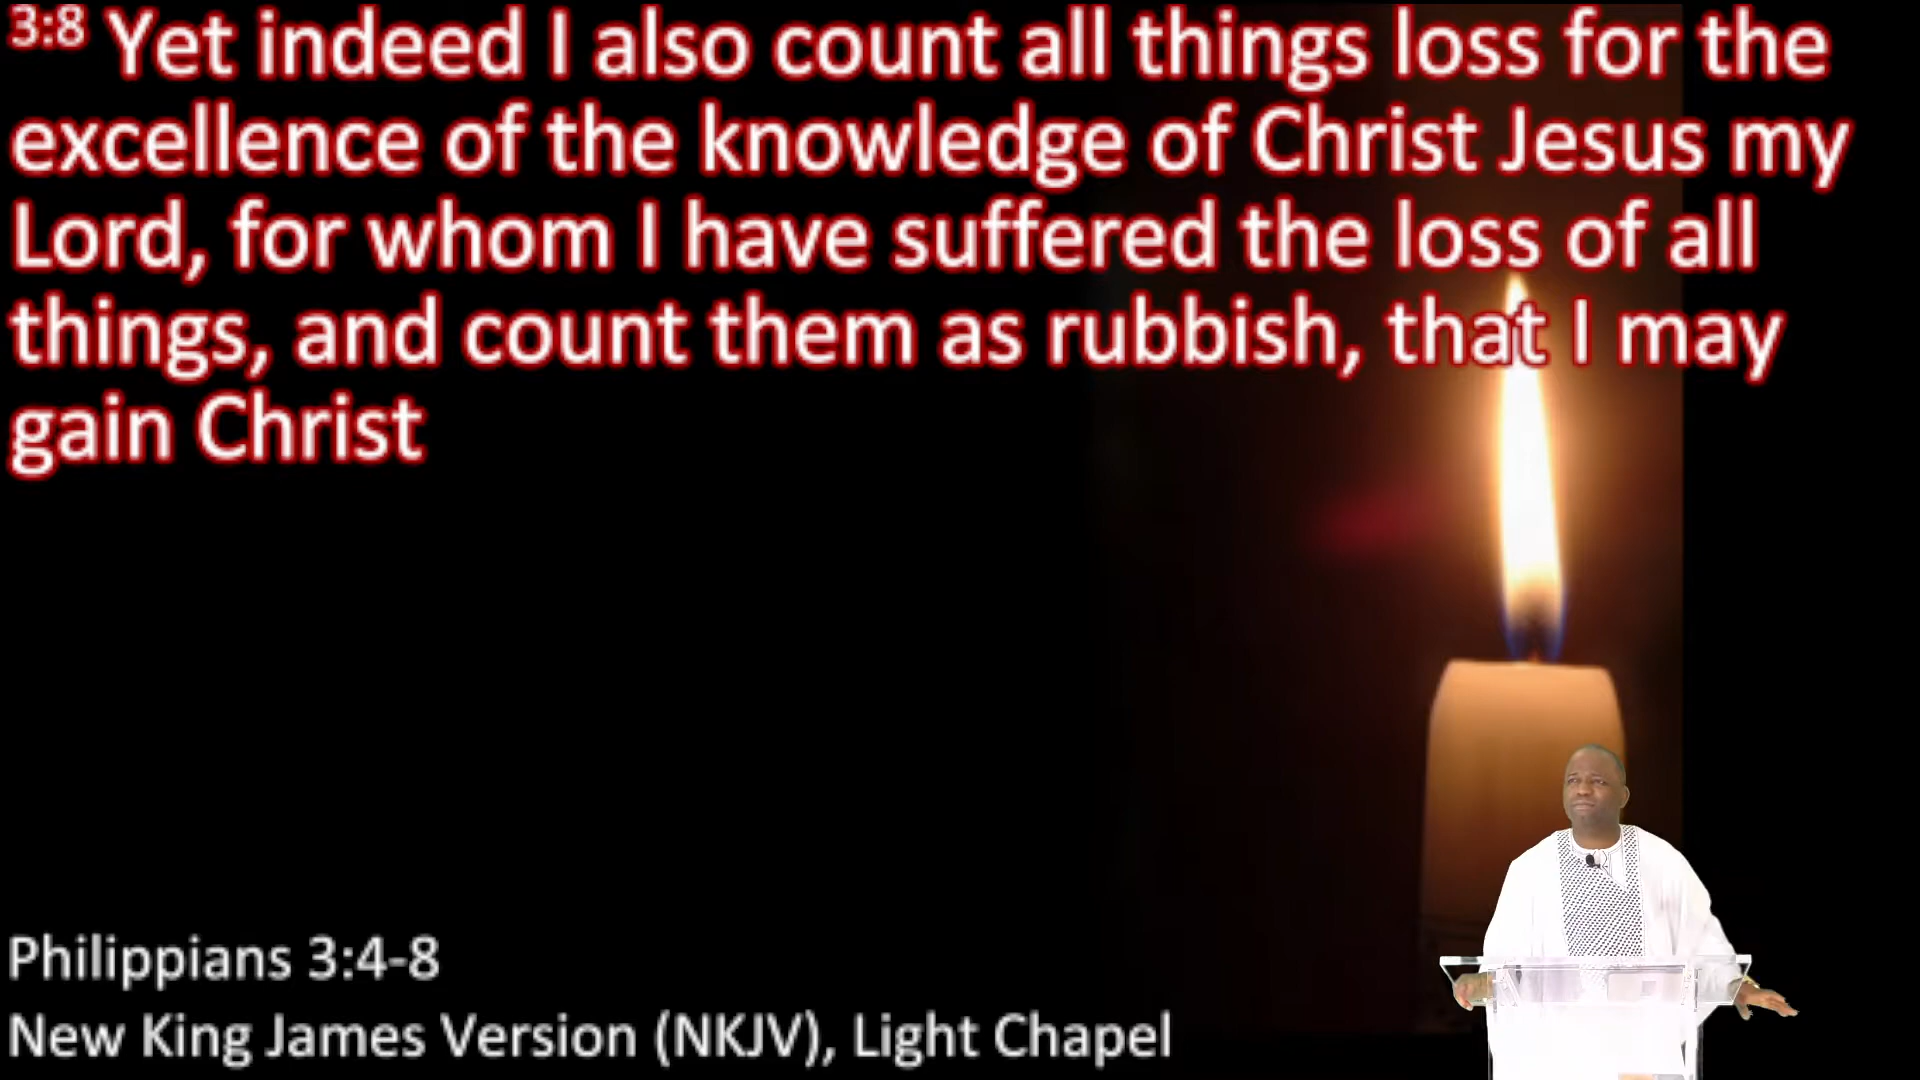 3:8 Yet indeed I also count all things loss for the
excellence of the knowledge of Christ Jesus my
Lord, for whom I have suffered the loss of all
things, and count them as rubbish, that I may
gain Christ
Philippians 3:4-8
New King James Version (NKJV), Light Chapel